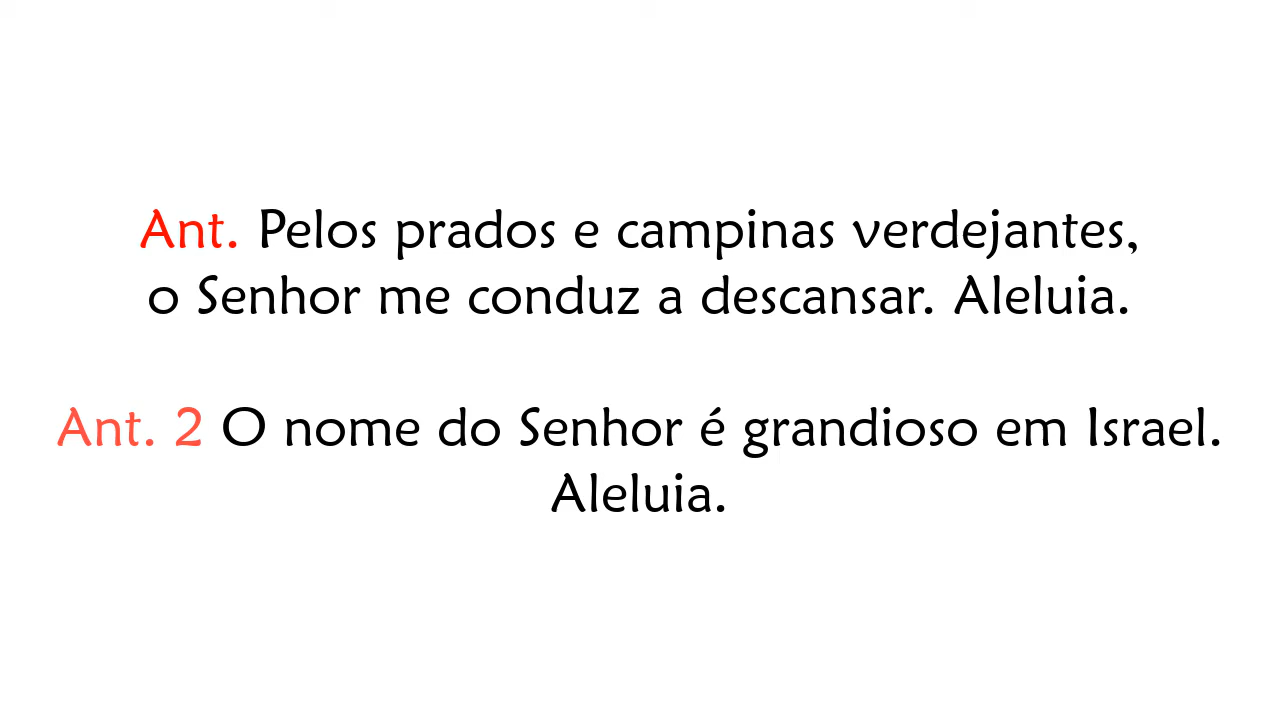 Ant. Pelos prados e campinas verdejantes,
o Senhor me conduz a descansar. Aleluia.
Ant. 2 O nome do Senhor é grandioso em Israel.
Aleluia.